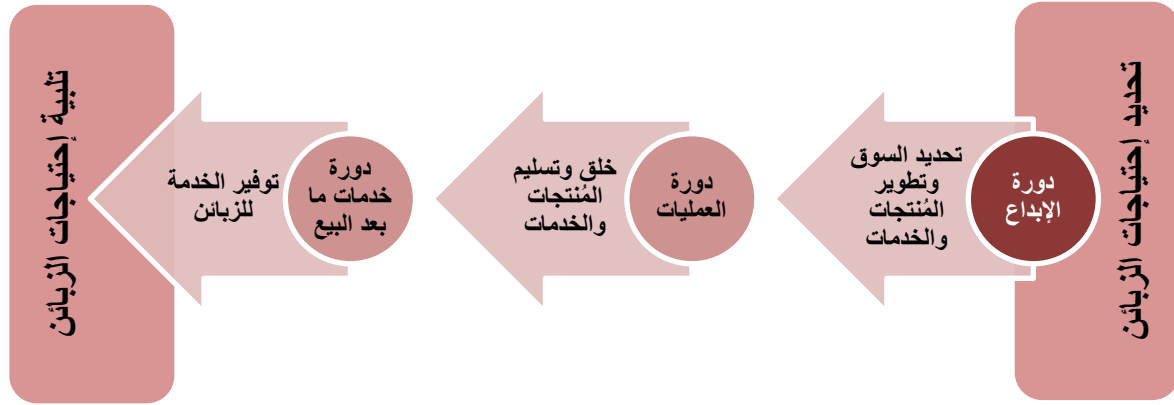 تحديد إحتياجات الزبائن
دورة
الإبداع
تحديد السوق
وتطوير
المُنتجات
والخدمات
دورة
العمليات
خلق وتسليم
المُنتجات
والخدمات
دورة
خدمات ما
بعد البيع
توفير الخدمة
للزبائن
تلبية إحتياجات الزبائن